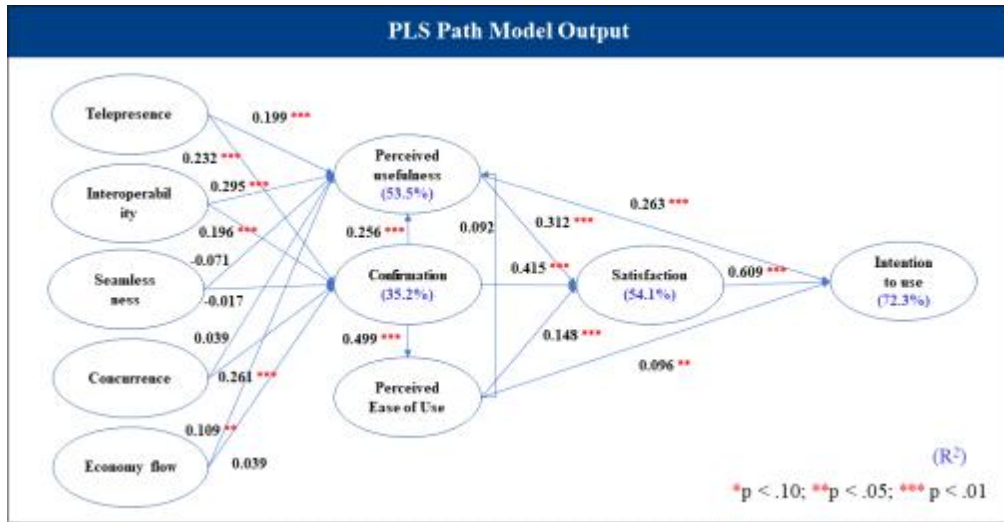 PLS Path Model Output
Telepresence
0.199 ***
0.232 ***
Perceived
usefulness
(53.5%)
Interoperabil
ity
0.295 ***
0.263 ***
0.312 ***
0.092
0.196 ***
0.256 ***
-0.071
Seamless
ness
Confirmation
(35.2%)
0.415 ***
Satisfaction
(54.1%)
0.609 ***
Intention
to use
(72.3%)
-0.017
0.039
0.499 ***
0.148 ***
0.096 **
Concurrence
0.261 ***
Perceived
Ease of Use
0.109 **
Economy flow
0.039
(R²)
*p < .10; **p < .05; *** p < .01